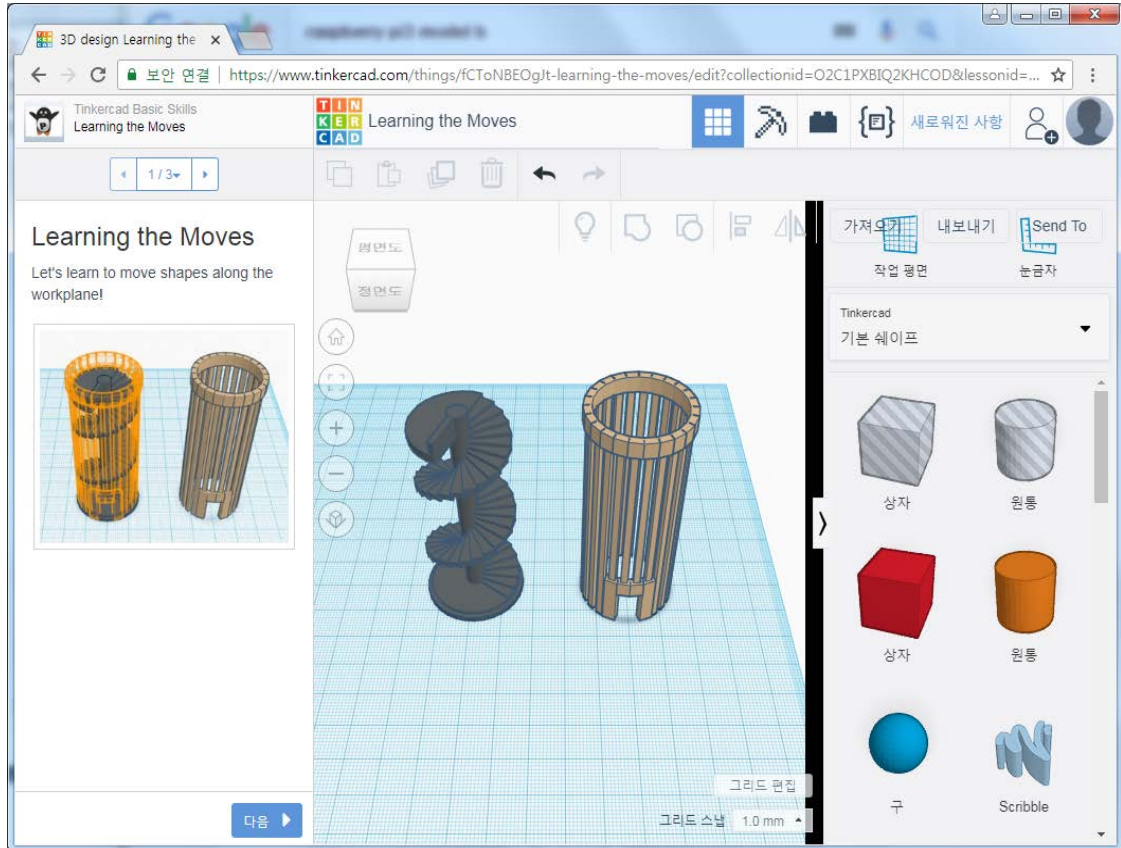 3D design Learning the
raspberry pi3 model b
보안 연결
https://www.tinkercad.com/things/fCToNBEOgJt-learning-the-moves/edit?collectionid=O2C1PXBIQ2KHCOD&lessonid=...
Tinkercad Basic Skills
Learning the Moves
TIN
KER
CAD
Learning the Moves
새로워진 사항
1/3
Learning the Moves
Let's learn to move shapes along the
workplane!
평면도
정면도
가져오기
내보내기
Send To
작업 평면
눈금자
Tinkercad
기본 쉐이프
상자
원통
상자
원통
구
Scribble
그리드 편집
그리드 스냅
1.0 mm
다음